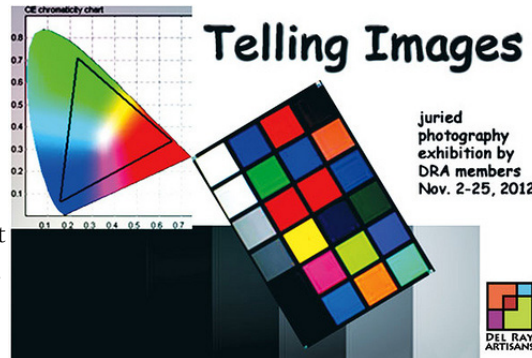 CIE chromaticity chart
Telling Images
0.8
0.7
0.6
0.5
0.4
0.3
0.2
0.1
0.1 0.2 0.3 0.4 0.5 0.6 0.7
juried
photography
exhibition by
DRA members
Nov. 2-25, 2012
t
DEL RAY
ARTISANS